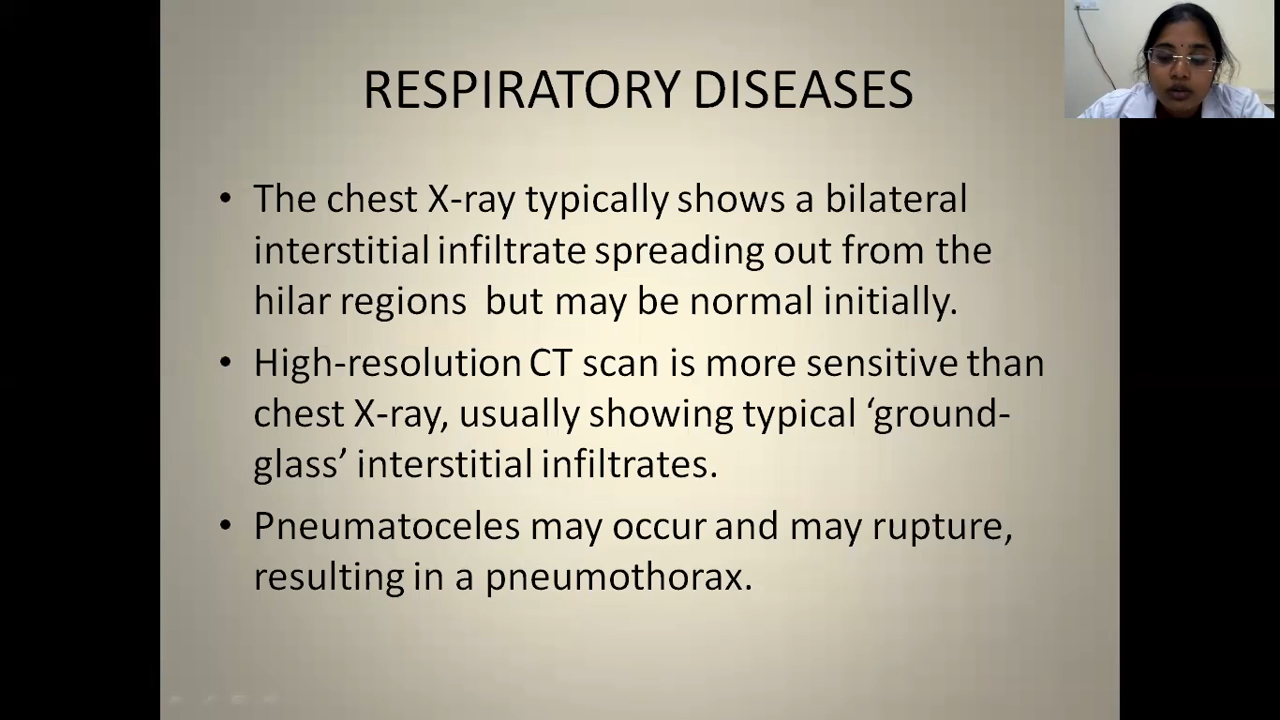 RESPIRATORY DISEASES
• The chest X-ray typically shows a bilateral
interstitial infiltrate spreading out from the
hilar regions but may be normal initially.
• High-resolution CT scan is more sensitive than
chest X-ray, usually showing typical ‘ground-
glass’ interstitial infiltrates.
• Pneumatoceles may occur and may rupture,
resulting in a pneumothorax.